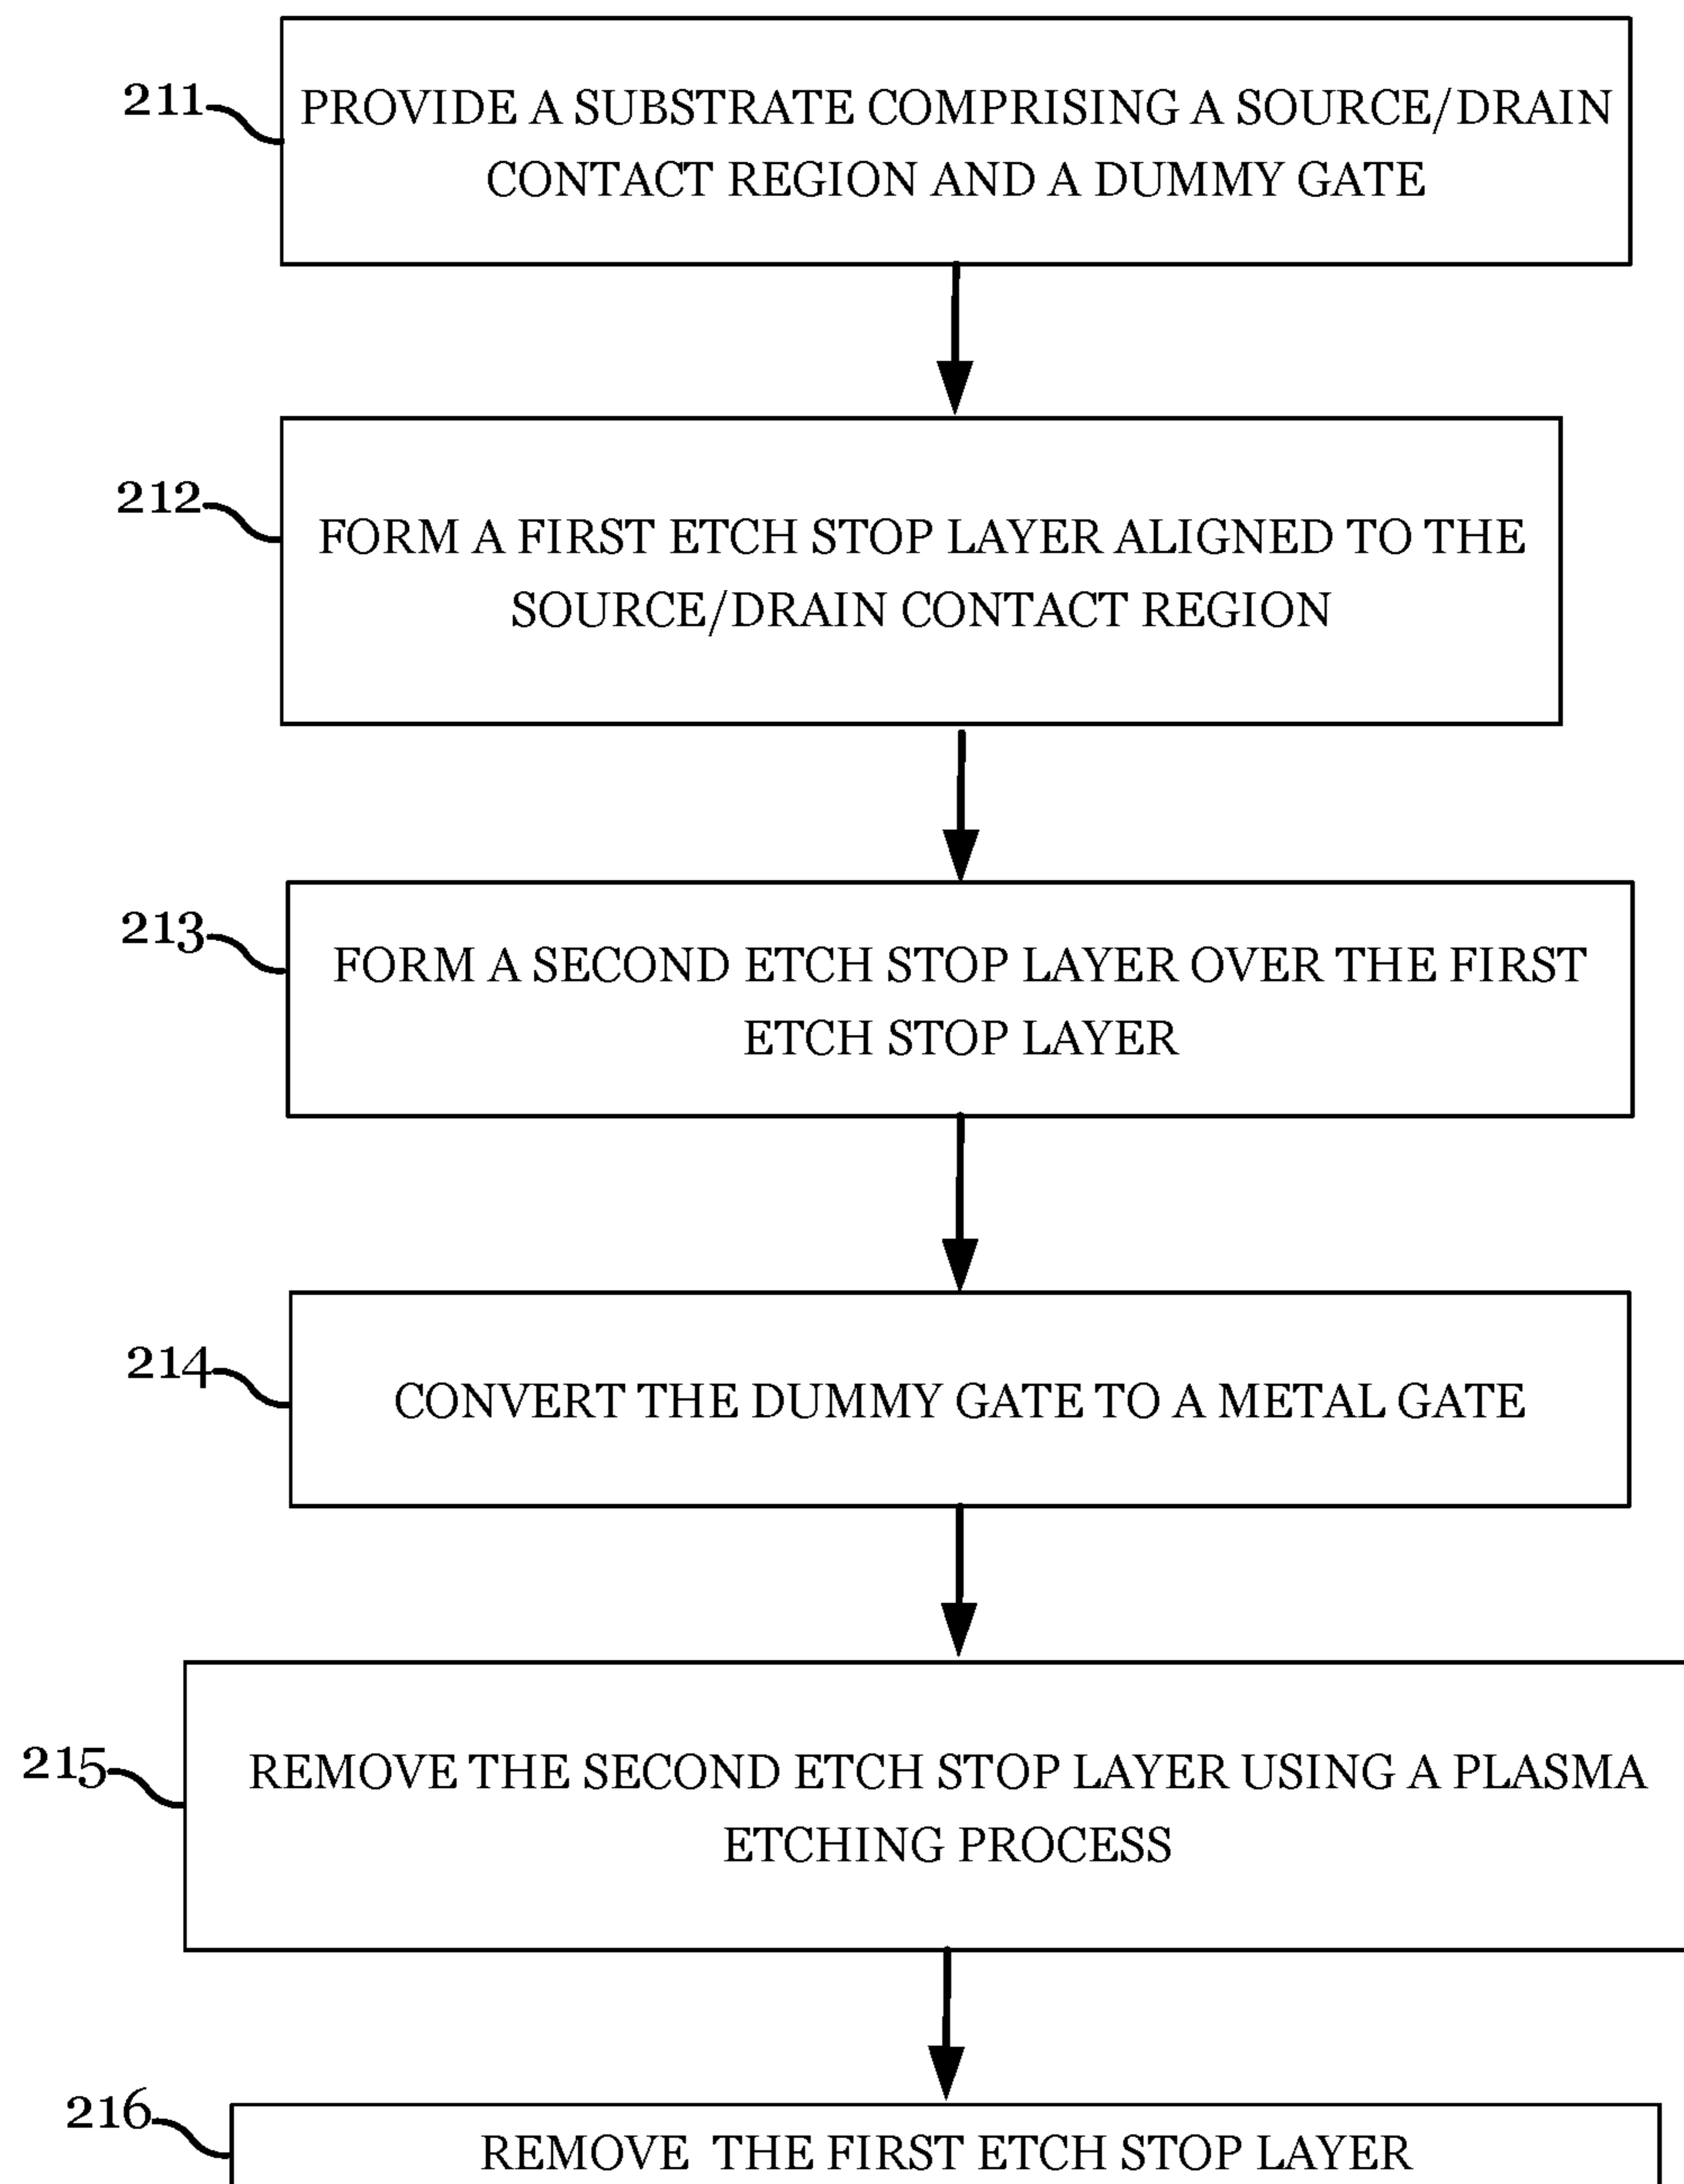 211
PROVIDE A SUBSTRATE COMPRISING A SOURCE/DRAIN
CONTACT REGION AND A DUMMY GATE
212
FORM A FIRST ETCH STOP LAYER ALIGNED TO THE
SOURCE/DRAIN CONTACT REGION
213
FORM A SECOND ETCH STOP LAYER OVER THE FIRST
ETCH STOP LAYER
214
CONVERT THE DUMMY GATE TO A METAL GATE
215
REMOVE THE SECOND ETCH STOP LAYER USING A PLASMA
ETCHING PROCESS
216
REMOVE THE FIRST ETCH STOP LAYER